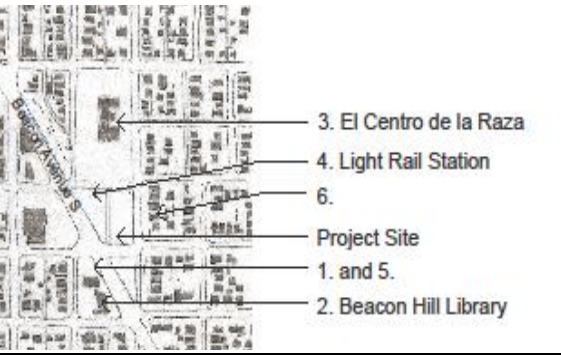 Beacon Avenue S
3. El Centro de la Raza
4. Light Rail Station
6.
Project Site
1. and 5.
2. Beacon Hill Library